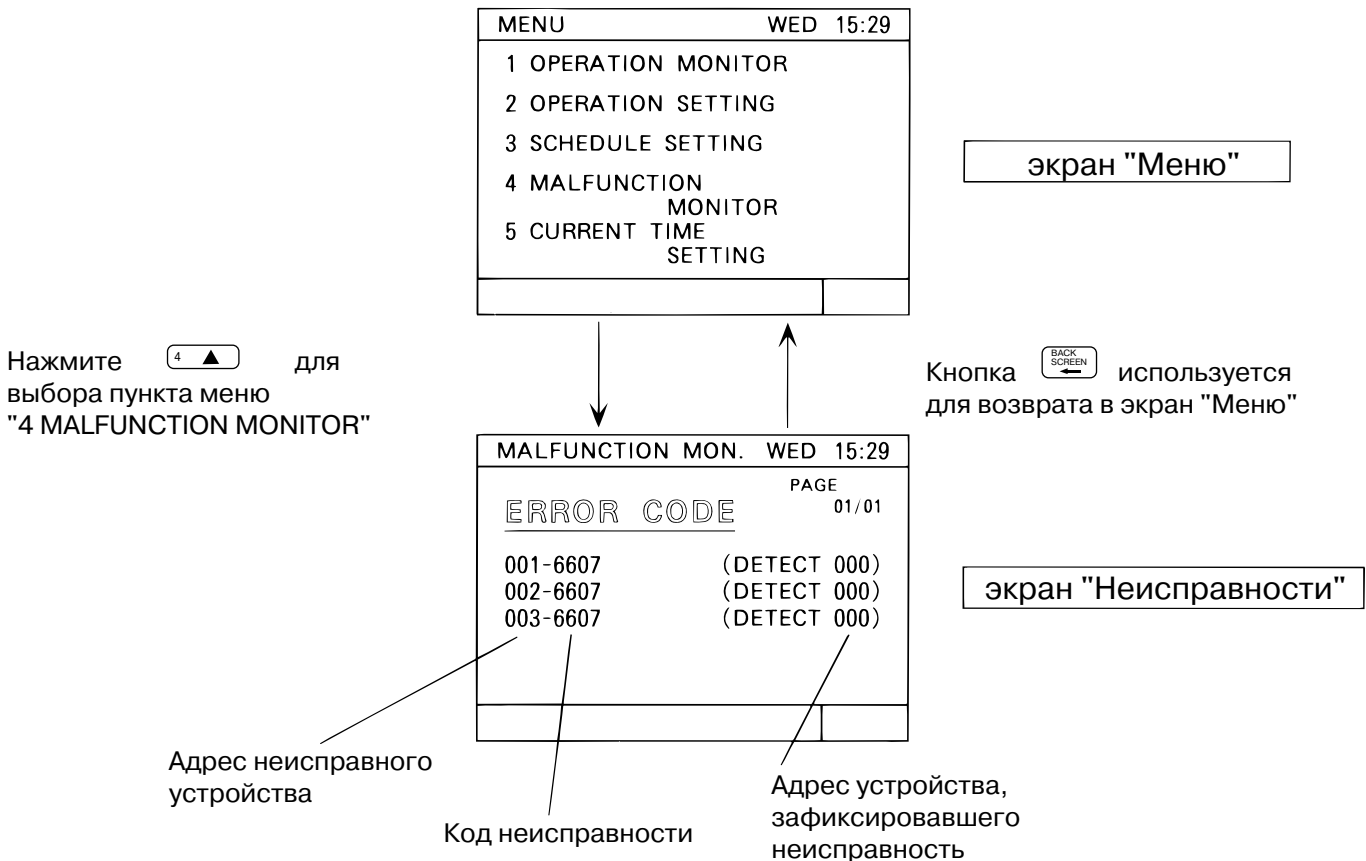 MENU WED 15:29
1 OPERATION MONITOR
2 OPERATION SETTING
3 SCHEDULE SETTING
4 MALFUNCTION
MONITOR
5 CURRENT TIME
SETTING
экран "Меню"
Нажмите 4 ▲ для
выбора пункта меню
"4 MALFUNCTION MONITOR"
Кнопка BACK SCREEN ← используется
для возврата в экран "Меню"
MALFUNCTION MON. WED 15:29
PAGE
ERROR CODE 01/01
001-6607 (DETECT 000)
002-6607 (DETECT 000)
003-6607 (DETECT 000)
экран "Неисправности"
Адрес неисправного
устройства
Код неисправности
Адрес устройства,
зафиксировавшего
неисправность